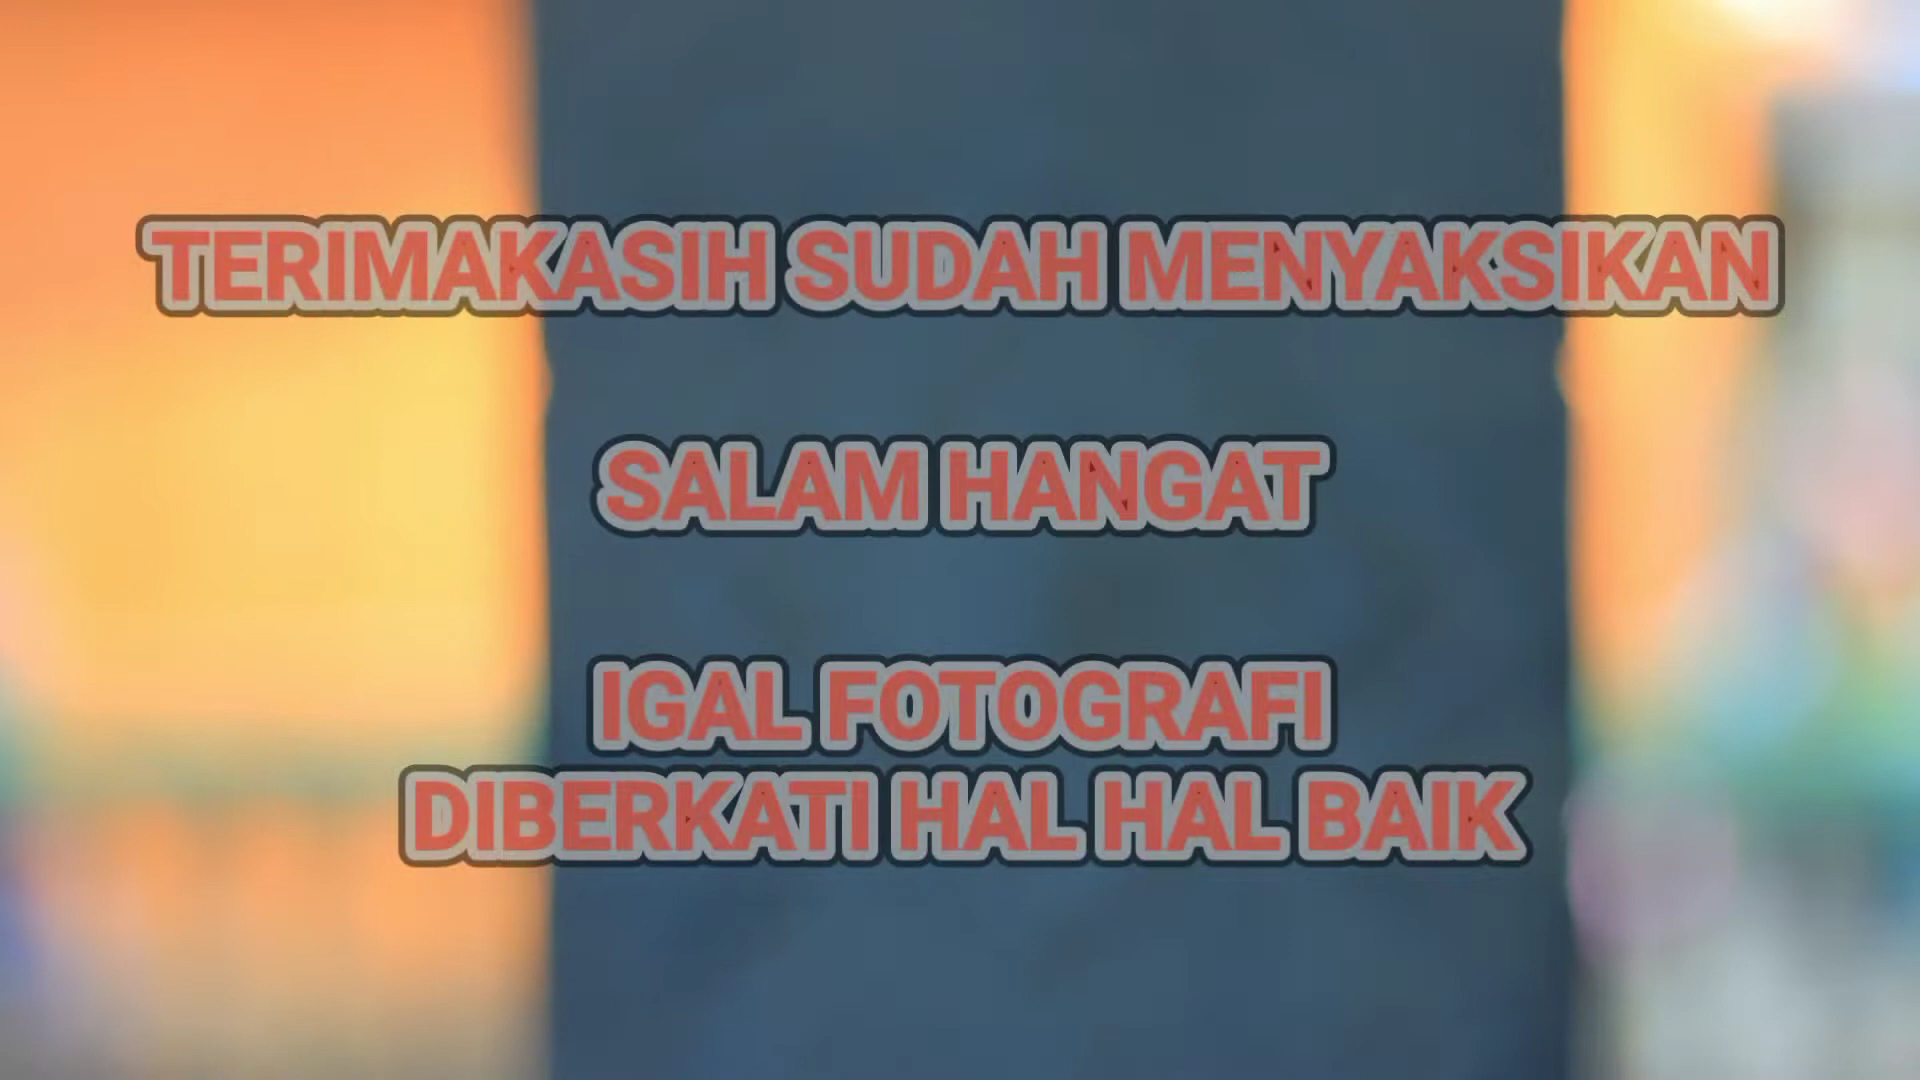 TERIMAKASIH SUDAH MENYAKSIKAN
SALAM HANGAT
IGAL FOTOGRAFI
DIBERKATI HAL HAL BAIK